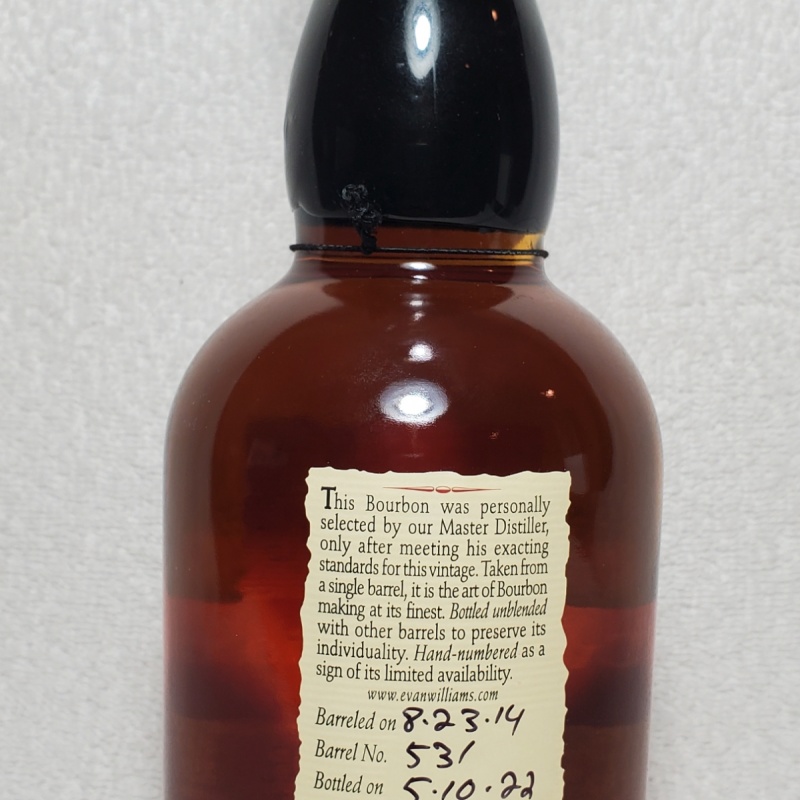 This Bourbon was personally
selected by our Master Distiller,
only after meeting his exacting
standards for this vintage. Taken from
a single barrel, it is the art of Bourbon
making at its finest. Bottled unblended
with other barrels to preserve its
individuality. Hand-numbered as a
sign of its limited availability.
www.evanwilliams.com
Barreled on 8·23·14
Barrel No. 531
Bottled on 5·10·22